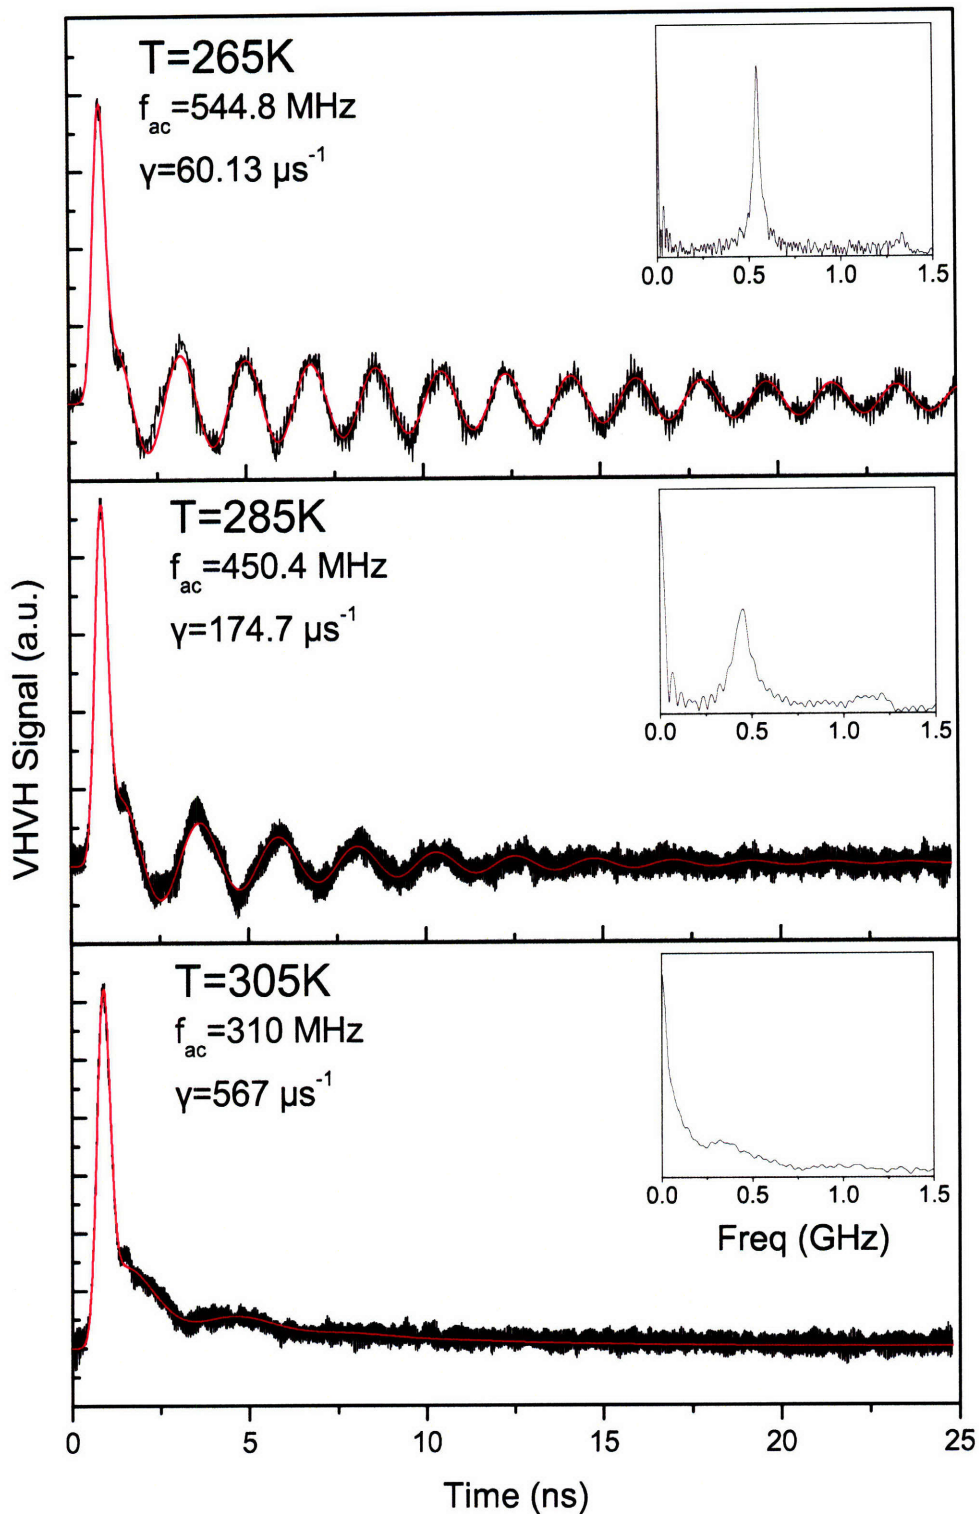 T=265K
f_ac=544.8 MHz
γ=60.13 μs⁻¹
0.0 0.5 1.0 1.5
T=285K
f_ac=450.4 MHz
γ=174.7 μs⁻¹
0.0 0.5 1.0 1.5
VHVH Signal (a.u.)
T=305K
f_ac=310 MHz
γ=567 μs⁻¹
0.0 0.5 1.0 1.5
Freq (GHz)
0 5 10 15 20 25
Time (ns)